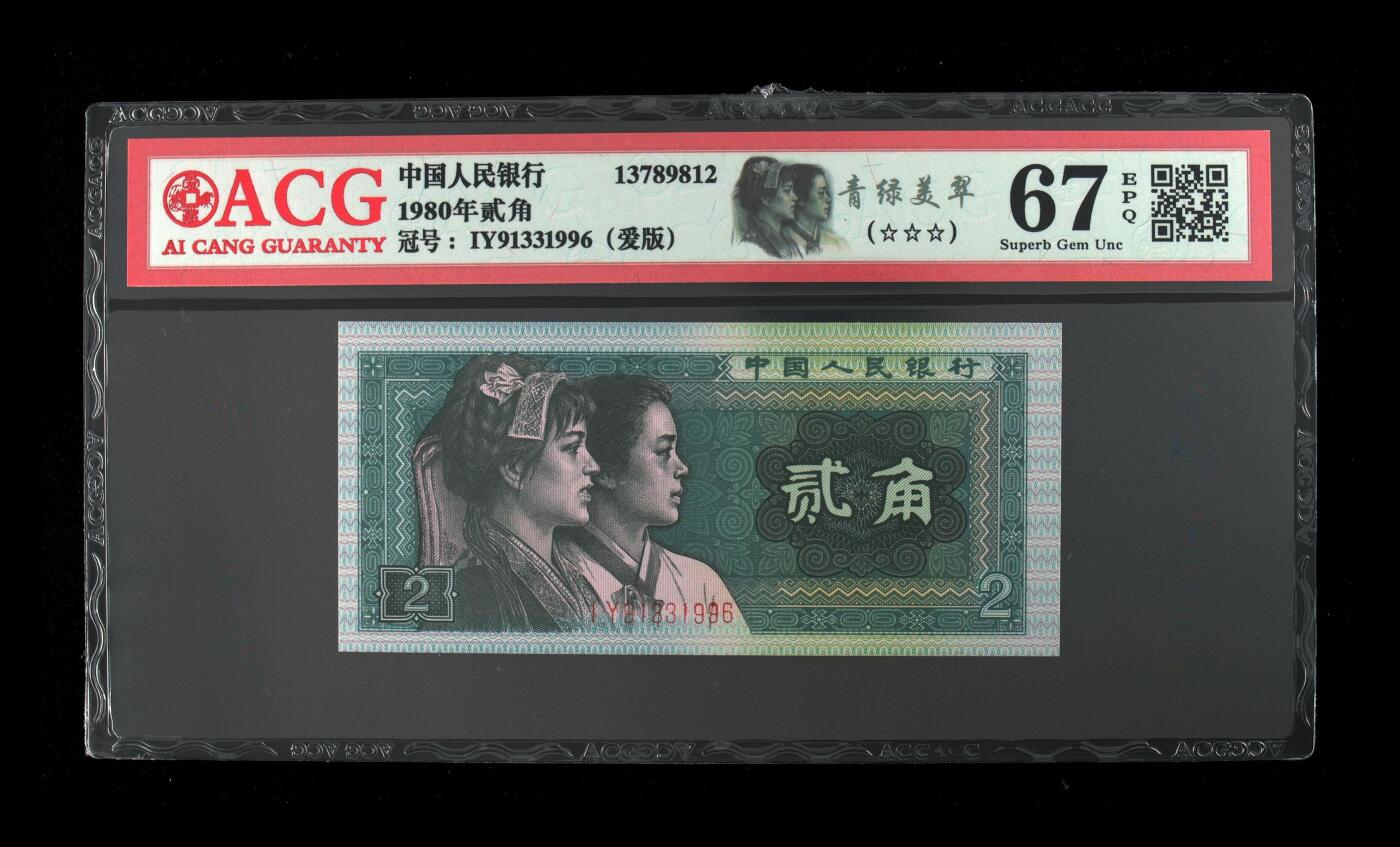 ACG
AI CANG GUARANTY
中国人民银行 13789812
1980年贰角
冠号：IY91331996（爱版）
青绿美翠
(☆☆☆)
67
EPQ
Superb Gem Unc
中国人民银行
贰角
2
2
IY91331996